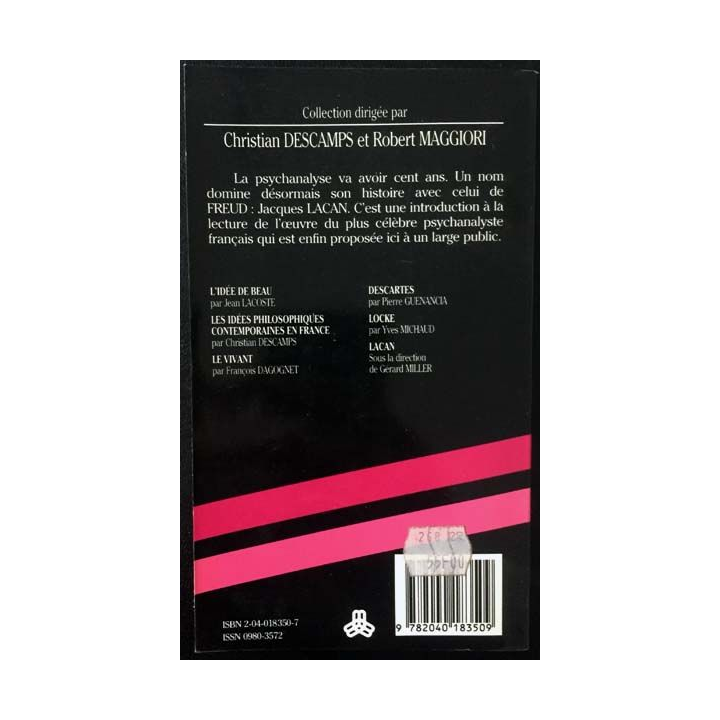 Collection dirigée par
Christian DESCAMPS et Robert MAGGIORI
La psychanalyse va avoir cent ans. Un nom
domine désormais son histoire avec celui de
FREUD : Jacques LACAN. C'est une introduction à la
lecture de l'œuvre du plus célèbre psychanalyste
français qui est enfin proposée ici à un large public.
L'IDÉE DE BEAU
par Jean LACOSTE
LES IDÉES PHILOSOPHIQUES
CONTEMPORAINES EN FRANCE
par Christian DESCAMPS
LE VIVANT
par François DAGOGNET
DESCARTES
par Pierre GUENANCIA
LOCKE
par Yves MICHAUD
LACAN
Sous la direction
de Gérard MILLER
ISBN 2-04-018350-7
ISSN 0980-3572
9 782040 183509